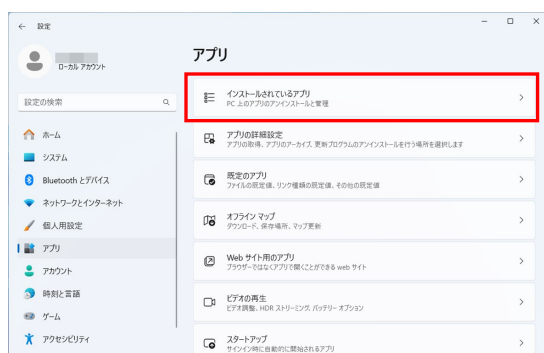 設定
ローカル アカウント
設定の検索
ホーム
システム
Bluetooth とデバイス
ネットワークとインターネット
個人用設定
アプリ
アカウント
時刻と言語
ゲーム
アクセシビリティ
アプリ
インストールされているアプリ
PC 上のアプリのアンインストールと管理
アプリの詳細設定
アプリの取得、アプリのアーカイブ、更新プログラムのアンインストールを行う場所を選択します
既定のアプリ
ファイルの既定値、リンク種類の既定値、その他の既定値
オフライン マップ
ダウンロード、保存場所、マップ更新
Web サイト用のアプリ
ブラウザーではなくアプリで開くことができる web サイト
ビデオの再生
ビデオ調整、HDR ストリーミング、バッテリー オプション
スタートアップ
サインイン時に自動的に開始されるアプリ